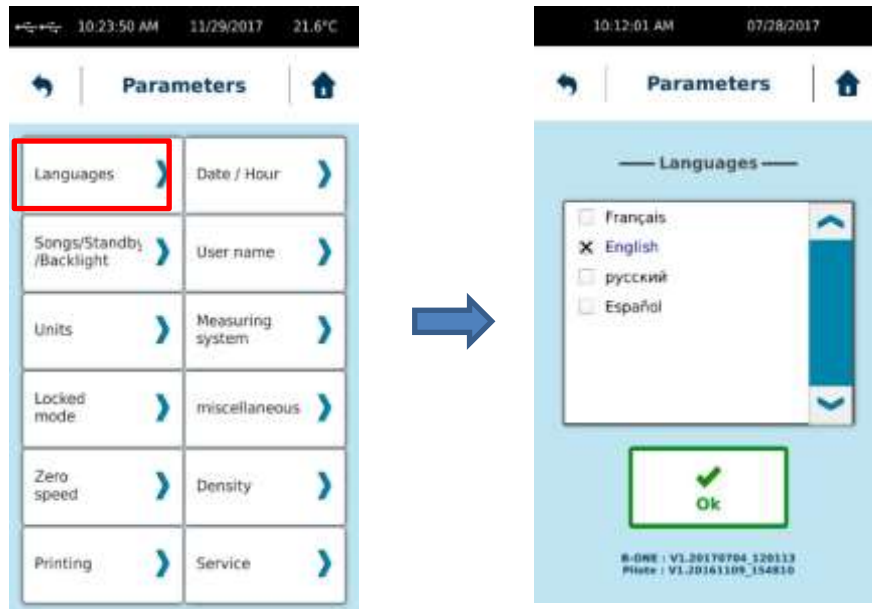 10:23:50 AM 11/29/2017 21.6°C
Parameters
Languages
Date / Hour
Songs/Standby
/Backlight
User name
Units
Measuring
system
Locked
mode
miscellaneous
Zero
speed
Density
Printing
Service
10:12:01 AM 07/28/2017
Parameters
Languages
Français
English
русский
Español
Ok
R-ONE : V1.20170704_120113
Pilote : V1.20161109_154810